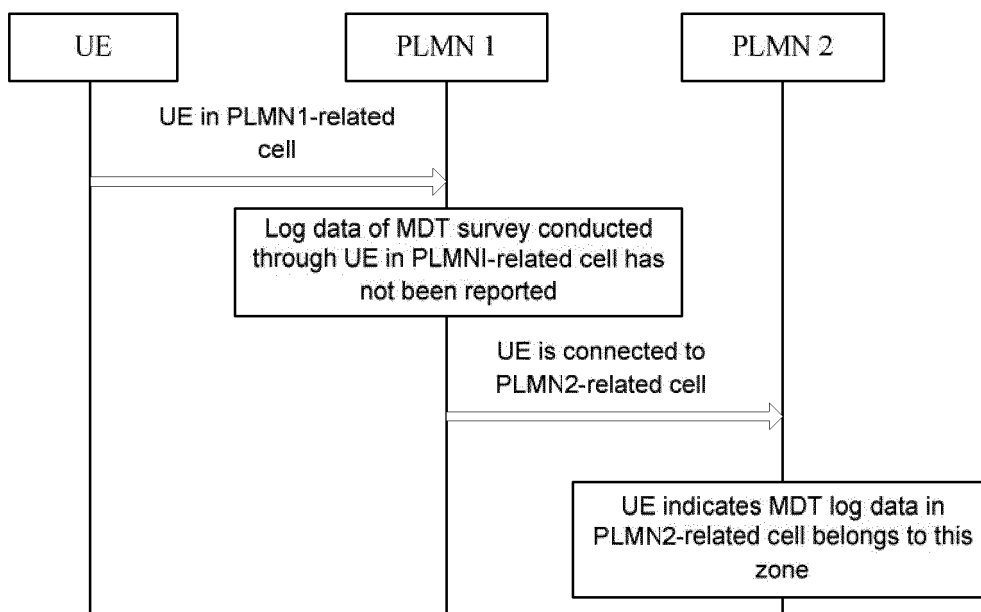 UE
PLMN 1
PLMN 2
UE in PLMN1-related
cell
Log data of MDT survey conducted
through UE in PLMNI-related cell has
not been reported
UE is connected to
PLMN2-related cell
UE indicates MDT log data in
PLMN2-related cell belongs to this
zone